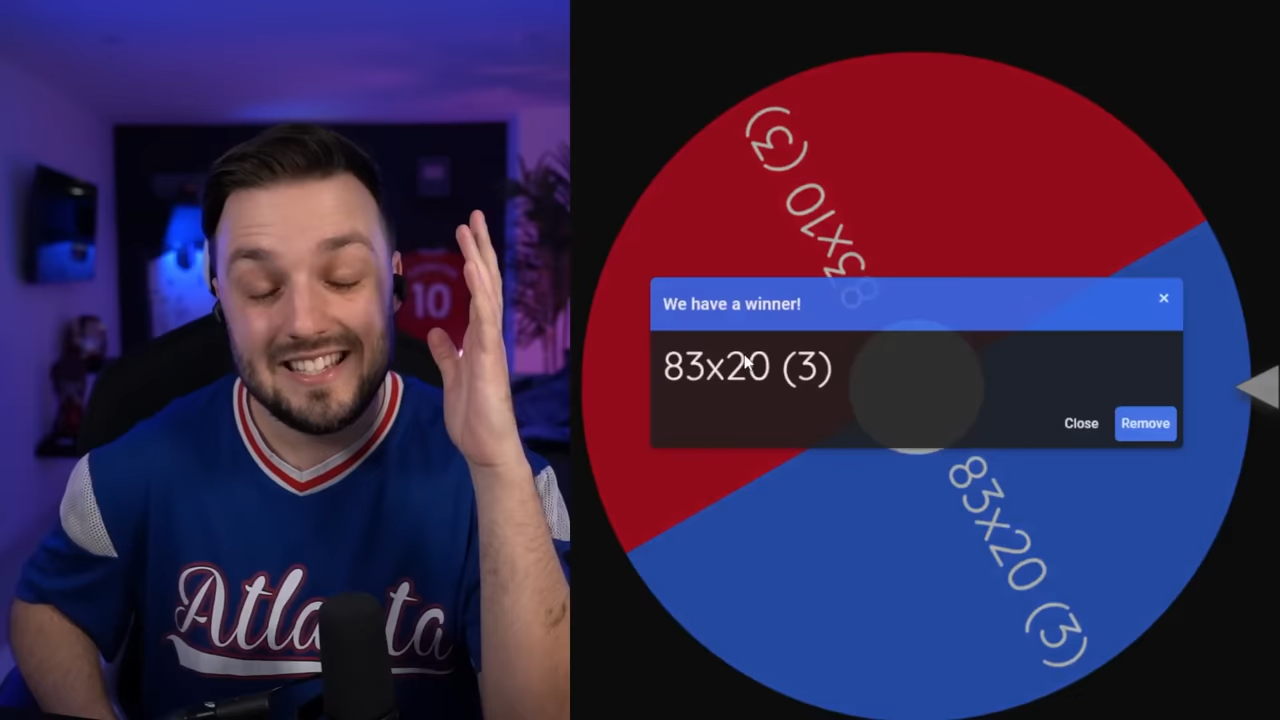 10
Atlanta
83x10 (3)
We have a winner!
×
83x20 (3)
Close
Remove
83x20 (3)